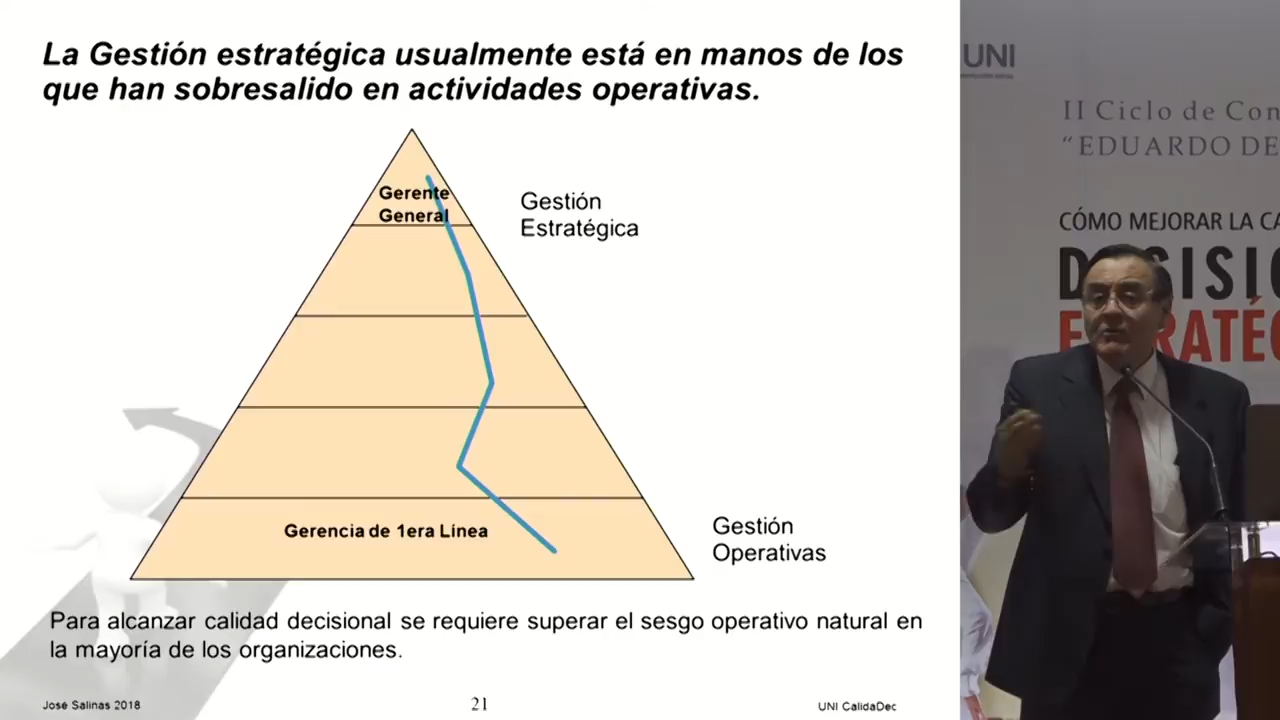 La Gestión estratégica usualmente está en manos de los
que han sobresalido en actividades operativas.
Gerente
General
Gestión
Estratégica
Gerencia de 1era Línea
Gestión
Operativas
Para alcanzar calidad decisional se requiere superar el sesgo operativo natural en
la mayoría de los organizaciones.
José Salinas 2018
21
UNI CalidaDec
UNI
II Ciclo de Con
“EDUARDO DE
CÓMO MEJORAR LA CA